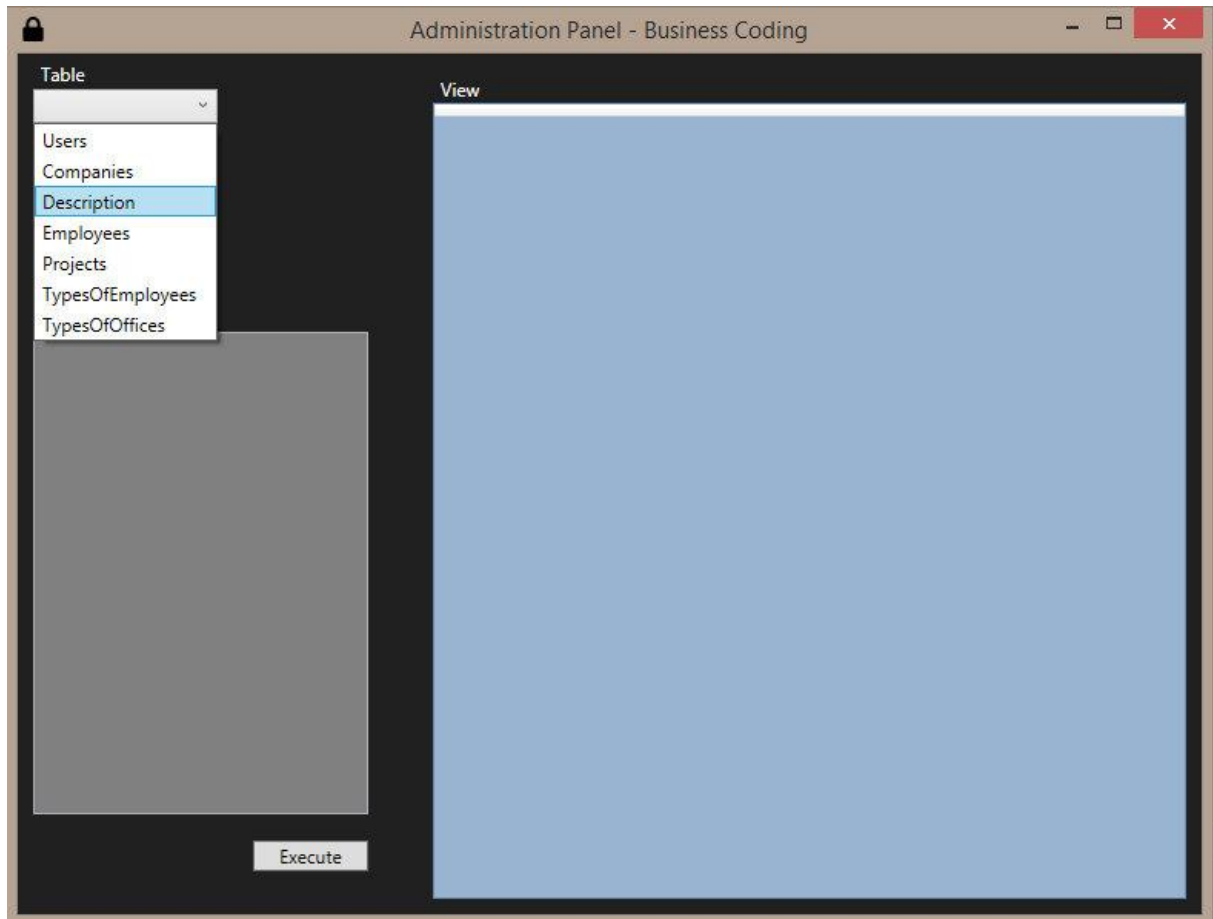 Administration Panel - Business Coding
Table
View
Users
Companies
Description
Employees
Projects
TypesOfEmployees
TypesOfOffices
Execute